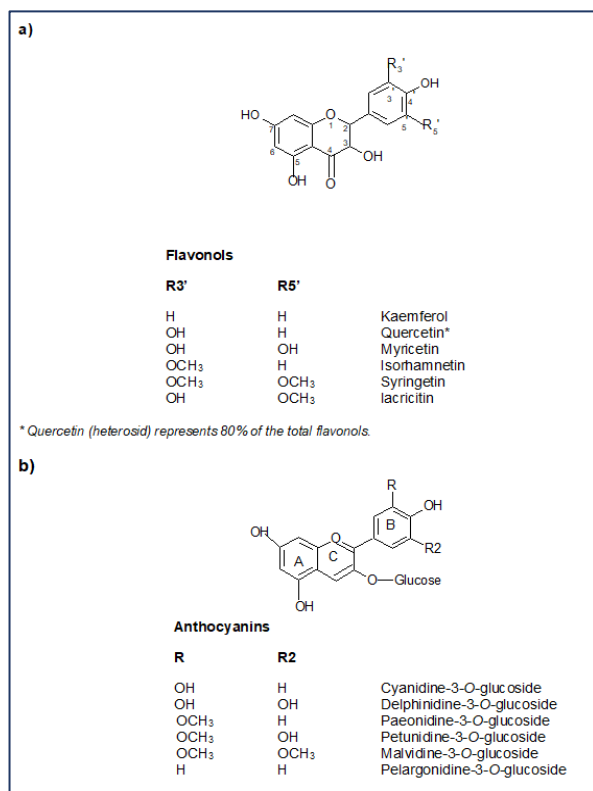 a)
R3'
OH
HO
O
R5'
OH
OH
O
1
2
3
4
5
6
7
3'
4'
5'
Flavonols
R3' R5'
H H Kaemferol
OH H Quercetin*
OH OH Myricetin
OCH3 H Isorhamnetin
OCH3 OCH3 Syringetin
OH OCH3 lacricitin
* Quercetin (heterosid) represents 80% of the total flavonols.
b)
R
OH
B
R2
OH
O
A
C
O—Glucose
OH
Anthocyanins
R R2
OH H Cyanidine-3-O-glucoside
OH OH Delphinidine-3-O-glucoside
OCH3 H Paeonidine-3-O-glucoside
OCH3 OH Petunidine-3-O-glucoside
OCH3 OCH3 Malvidine-3-O-glucoside
H H Pelargonidine-3-O-glucoside